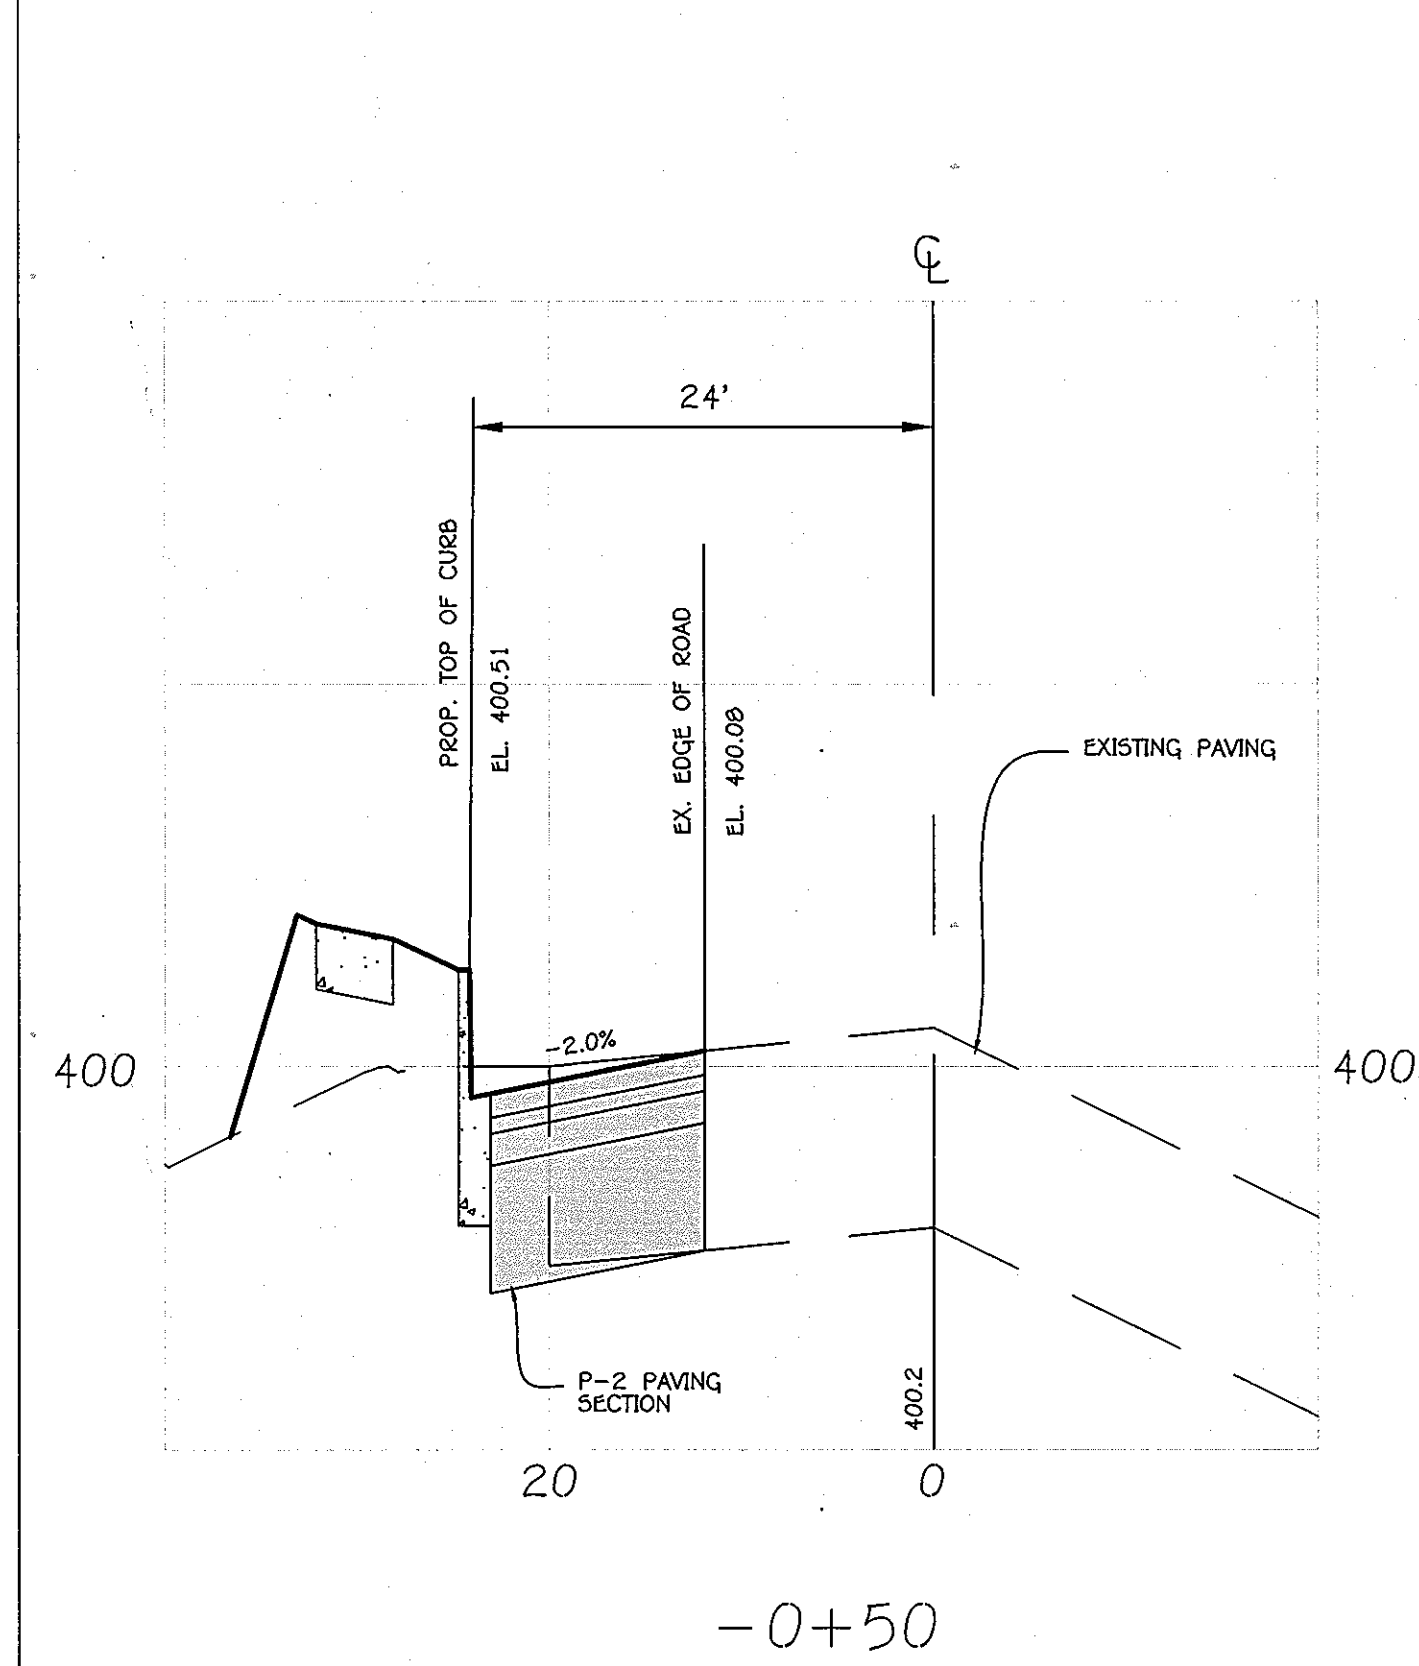 ℄
24'
PROP. TOP OF CURB
EL. 400.51
EX. EDGE OF ROAD
EL. 400.08
EXISTING PAVING
-2.0%
400
400
P-2 PAVING
SECTION
400.2
20
0
-0+50